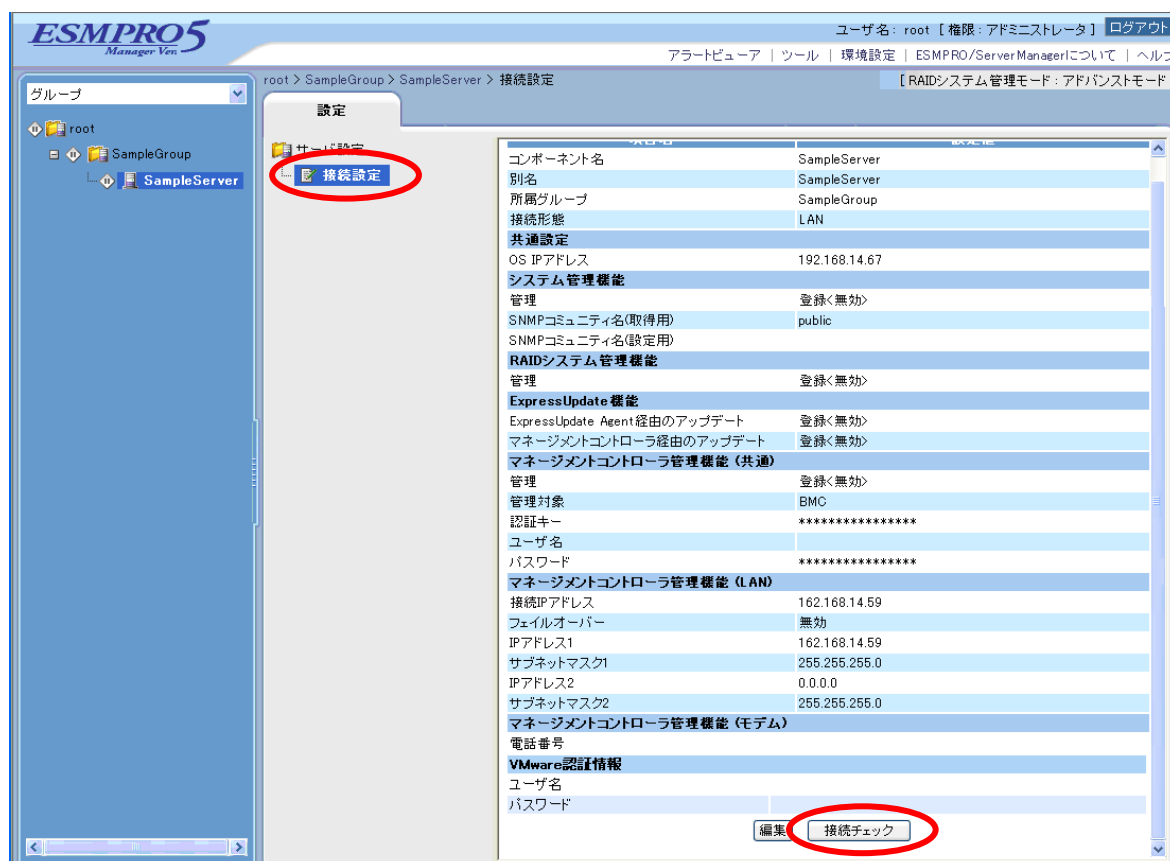 ESMPRO5
Manager Ver.
ユーザ名: root [ 権限 : アドミニストレータ ] ログアウト
アラートビューア | ツール | 環境設定 | ESMPRO/ServerManagerについて | ヘルプ
グループ
root > SampleGroup > SampleServer > 接続設定
[ RAIDシステム管理モード : アドバンストモード
root
SampleGroup
SampleServer
設定
サーバ設定
接続設定
項目名 設定値
コンポーネント名 SampleServer
別名 SampleServer
所属グループ SampleGroup
接続形態 LAN
共通設定
OS IPアドレス 192.168.14.67
システム管理機能
管理 登録<無効>
SNMPコミュニティ名(取得用) public
SNMPコミュニティ名(設定用)
RAIDシステム管理機能
管理 登録<無効>
ExpressUpdate機能
ExpressUpdate Agent経由のアップデート 登録<無効>
マネージメントコントローラ経由のアップデート 登録<無効>
マネージメントコントローラ管理機能 (共通)
管理 登録<無効>
管理対象 BMC
認証キー ****************
ユーザ名
パスワード ****************
マネージメントコントローラ管理機能 (LAN)
接続IPアドレス 162.168.14.59
フェイルオーバー 無効
IPアドレス1 162.168.14.59
サブネットマスク1 255.255.255.0
IPアドレス2 0.0.0.0
サブネットマスク2 255.255.255.0
マネージメントコントローラ管理機能 (モデム)
電話番号
VMware認証情報
ユーザ名
パスワード
編集 接続チェック